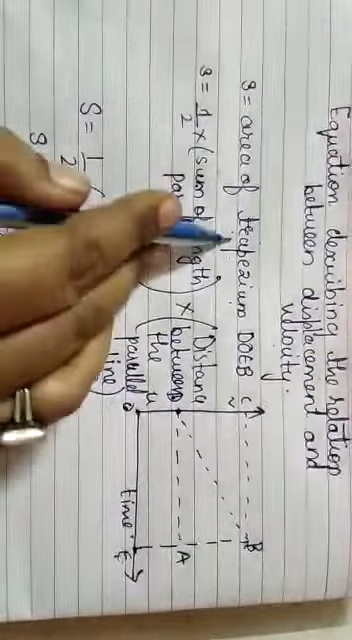 Equation describing the relation
between displacement and
velocity.
s = area of trapezium DOEB
s = 1/2 × (sum of
ngth) × (Distance
between
the
parallel
line)
S = 1/2 (
S
C
V
B
D
A
O
time
E